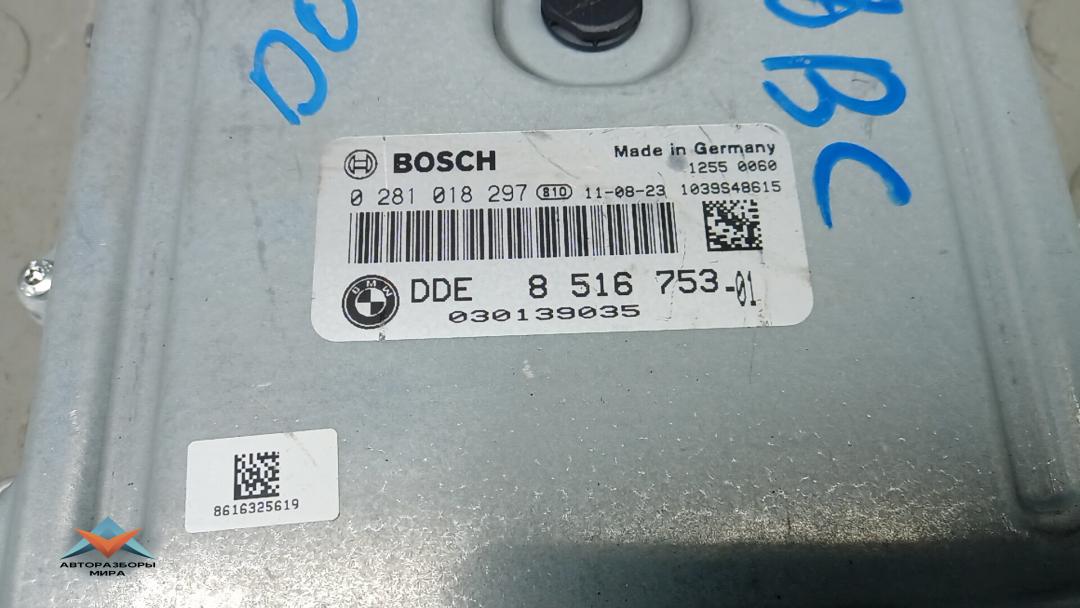 BOSCH
Made in Germany
1255 0060
0 281 018 297 810 11-08-23 1039S48615
BMW
DDE 8 516 753-01
030139035
8616325619
АВТОРАЗБОРЫ
МИРА